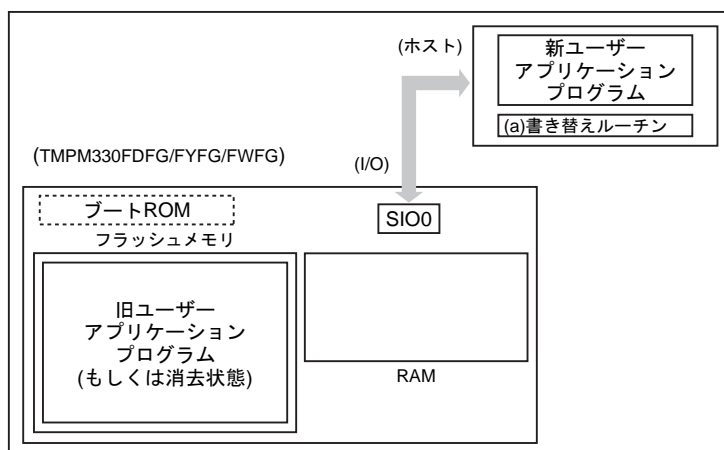 (ホスト)
新ユーザー
アプリケーション
プログラム
(a)書き替えルーチン
(TMPM330FDFG/FYFG/FWFG)
(I/O)
ブートROM
SIO0
フラッシュメモリ
旧ユーザー
アプリケーション
プログラム
(もしくは消去状態)
RAM